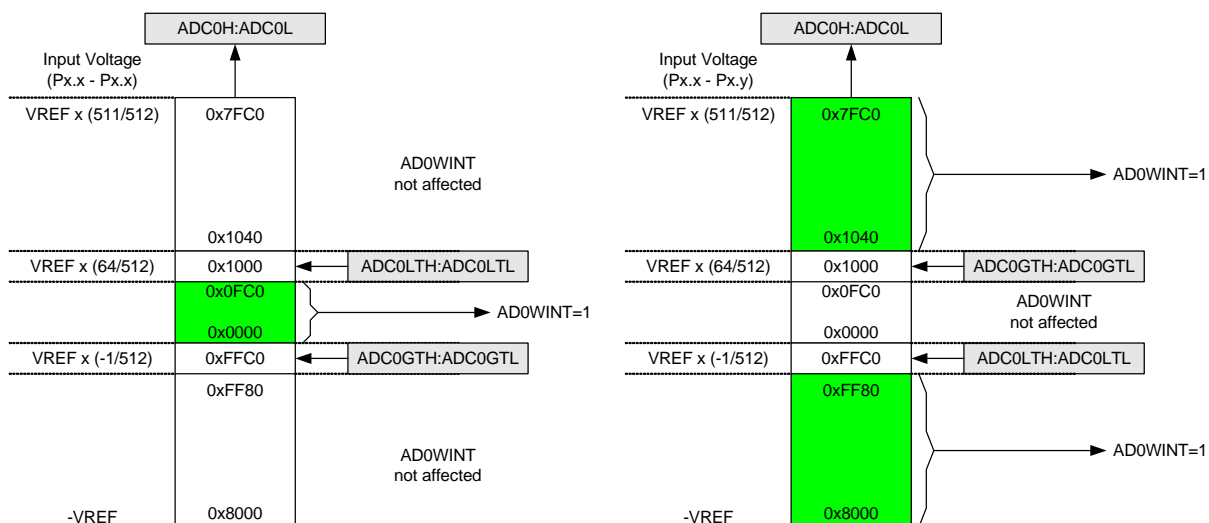 ADC0H:ADC0L
Input Voltage
(Px.x - Px.x)
VREF x (511/512)
0x7FC0
AD0WINT
not affected
0x1040
VREF x (64/512)
0x1000
ADC0LTH:ADC0LTL
0x0FC0
AD0WINT=1
0x0000
VREF x (-1/512)
0xFFC0
ADC0GTH:ADC0GTL
0xFF80
AD0WINT
not affected
-VREF
0x8000
ADC0H:ADC0L
Input Voltage
(Px.x - Px.y)
VREF x (511/512)
0x7FC0
AD0WINT=1
0x1040
VREF x (64/512)
0x1000
ADC0GTH:ADC0GTL
0x0FC0
AD0WINT
not affected
0x0000
VREF x (-1/512)
0xFFC0
ADC0LTH:ADC0LTL
0xFF80
AD0WINT=1
-VREF
0x8000